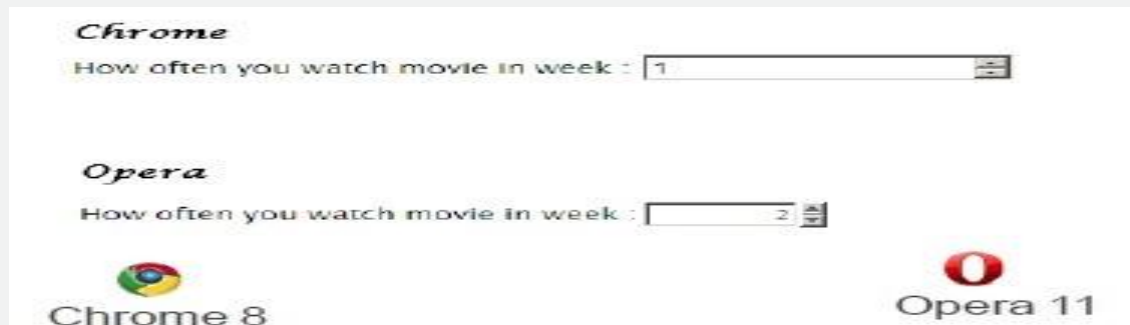 Chrome
How often you watch movie in week : 1
Opera
How often you watch movie in week : 2
Chrome 8
Opera 11